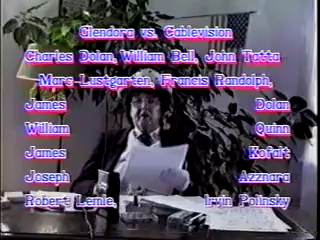 Glendora vs. Cablevision
Charles Dolan, William Bell, John Tatta
Marc Lustgarten, Francis Randolph,
James Dolan
William Quinn
James Kofalt
Joseph Azznara
Robert Lemle, Irvin Polinsky